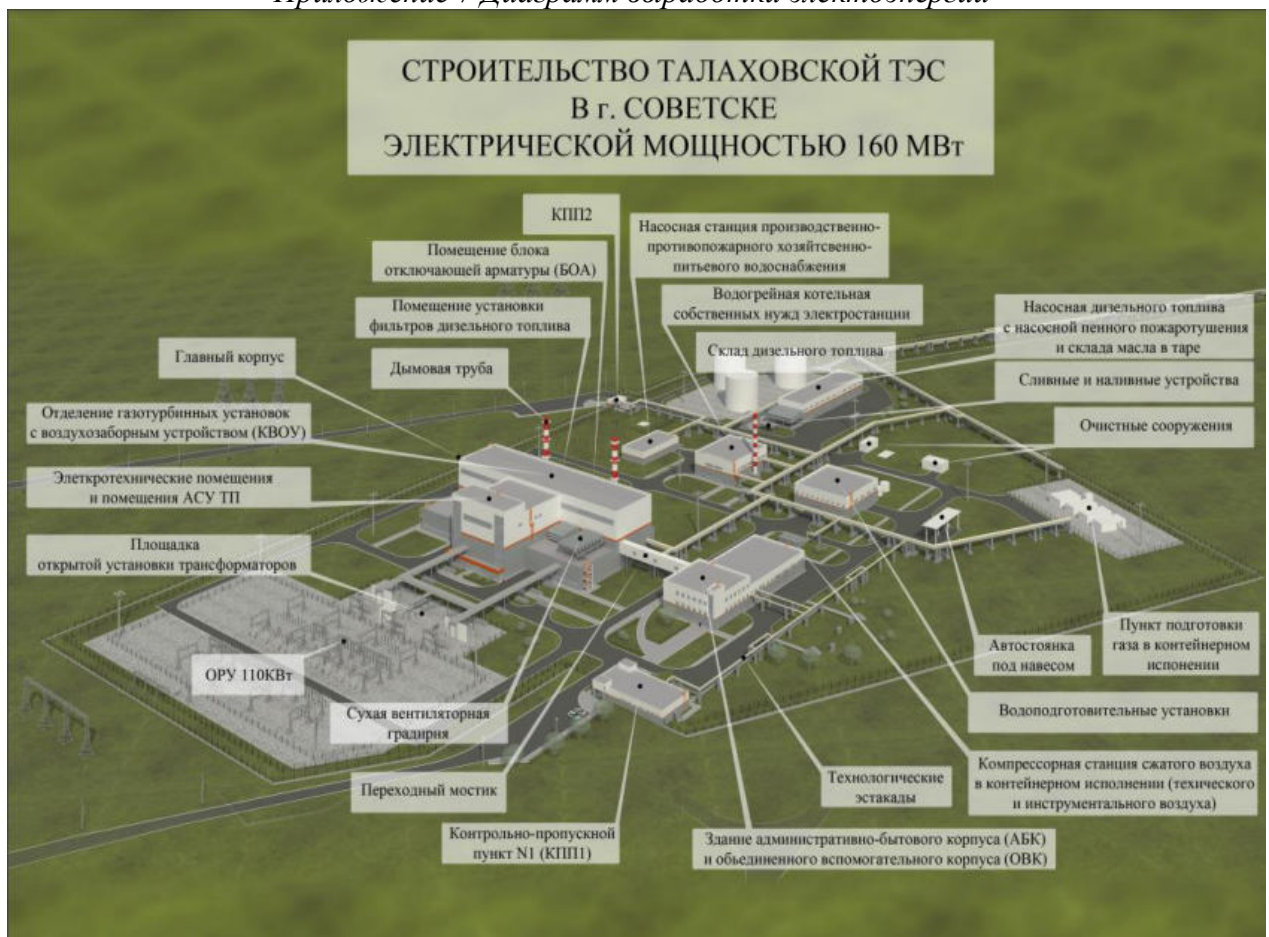 Приложение 7 Диаграмм выработки электоэнергии
СТРОИТЕЛЬСТВО ТАЛАХОВСКОЙ ТЭС
В г. СОВЕТСКЕ
ЭЛЕКТРИЧЕСКОЙ МОЩНОСТЬЮ 160 МВт
КПП2
Насосная станция производственно-
противопожарного хозяйтсвенно-
питьевого водоснабжения
Помещение блока
отключающей арматуры (БОА)
Водогрейная котельная
собственных нужд электростанции
Помещение установки
фильтров дизельного топлива
Насосная дизельного топлива
с насосной пенного пожаротушения
и склада масла в таре
Склад дизельного топлива
Главный корпус
Дымовая труба
Сливные и наливные устройства
Отделение газотурбинных установок
с воздухозаборным устройством (КВОУ)
Очистные сооружения
Элеткротехнические помещения
и помещения АСУ ТП
Площадка
открытой установки трансформаторов
ОРУ 110КВт
Сухая вентиляторная
градирня
Автостоянка
под навесом
Пункт подготовки
газа в контейнерном
испонении
Водоподготовительные установки
Переходный мостик
Технологические
эстакады
Компрессорная станция сжатого воздуха
в контейнерном исполнении (техического
и инструментального воздуха)
Контрольно-пропускной
пункт N1 (КПП1)
Здание административно-бытового корпуса (АБК)
и обьединенного вспомогательного корпуса (ОВК)